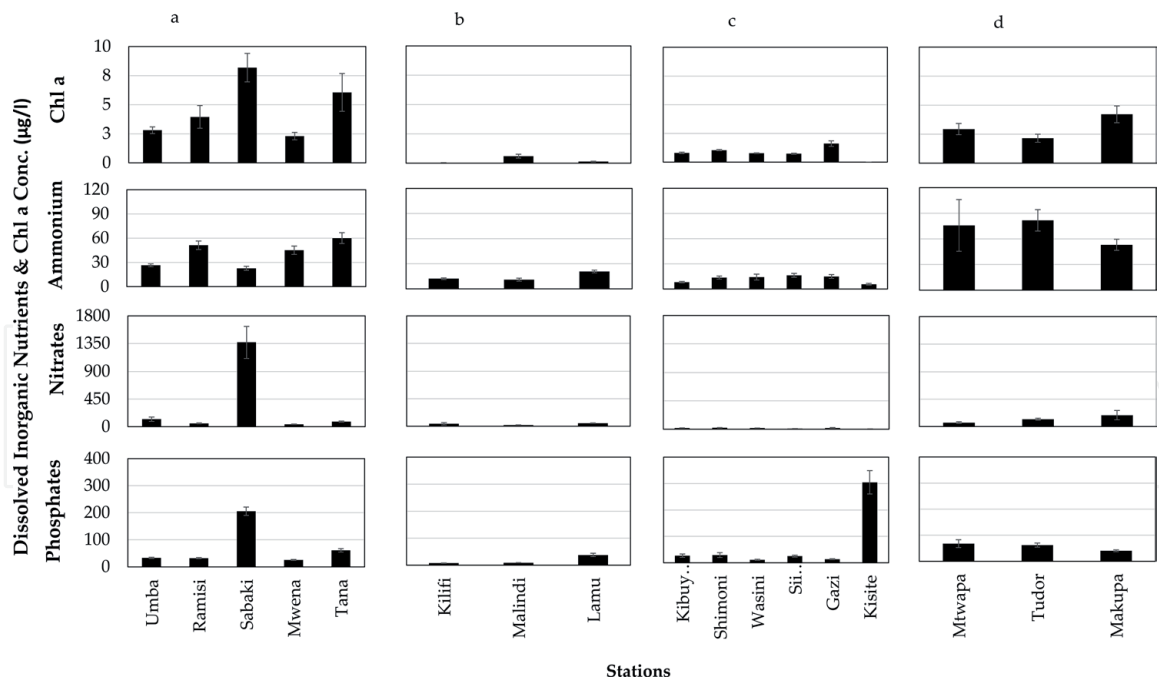 a b c d
Dissolved Inorganic Nutrients & Chl a Conc. (µg/l)
Chl a
10
8
5
3
0
Ammonium
120
90
60
30
0
Nitrates
1800
1350
900
450
0
Phosphates
400
300
200
100
0
Umba
Ramisi
Sabaki
Mwena
Tana
Kilifi
Malindi
Lamu
Kibuy…
Shimoni
Wasini
Sii…
Gazi
Kisite
Mtwapa
Tudor
Makupa
Stations